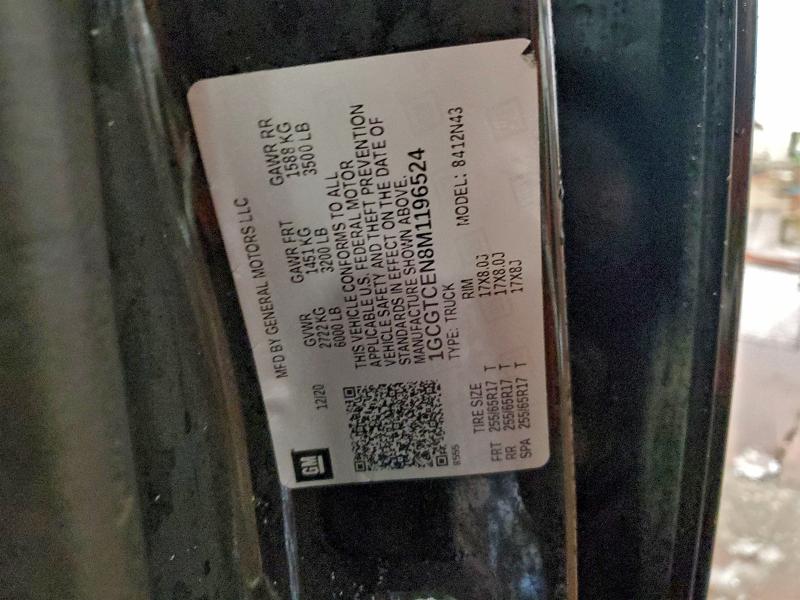 MFD BY GENERAL MOTORS LLC
12/20 GVWR GAWR FRT GAWR RR
2722 KG 1451 KG 1588 KG
6000 LB 3200 LB 3500 LB
THIS VEHICLE CONFORMS TO ALL
APPLICABLE U.S. FEDERAL MOTOR
VEHICLE SAFETY AND THEFT PREVENTION
STANDARDS IN EFFECT ON THE DATE OF
MANUFACTURE SHOWN ABOVE.
1GCGTCEN8M1196524
TYPE: TRUCK MODEL: 8412N43
TIRE SIZE RIM
FRT 255/65R17 T 17X8.0J
RR 255/65R17 T 17X8.0J
SPA 255/65R17 T 17X8J
GM